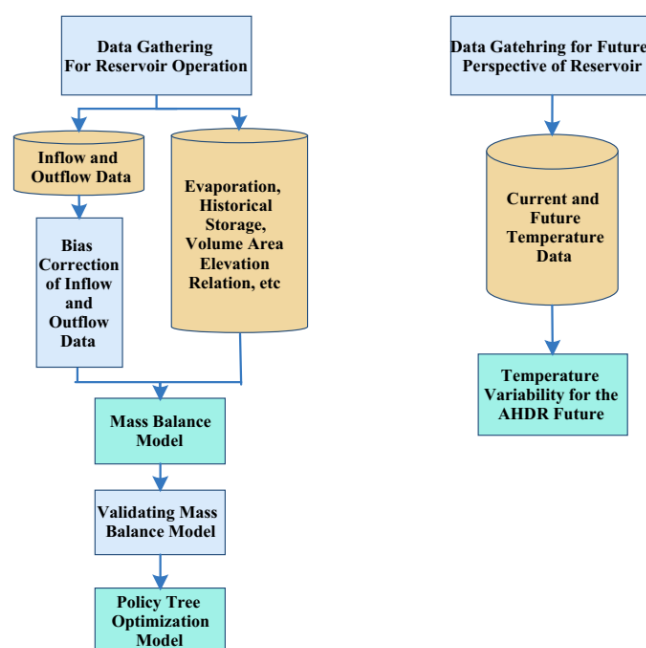 Data Gathering
For Reservoir Operation
Inflow and
Outflow Data
Evaporation,
Historical
Storage,
Volume Area
Elevation
Relation, etc
Bias
Correction
of Inflow
and
Outflow
Data
Mass Balance
Model
Validating Mass
Balance Model
Policy Tree
Optimization
Model
Data Gatehring for Future
Perspective of Reservoir
Current and
Future
Temperature
Data
Temperature
Variability for the
AHDR Future